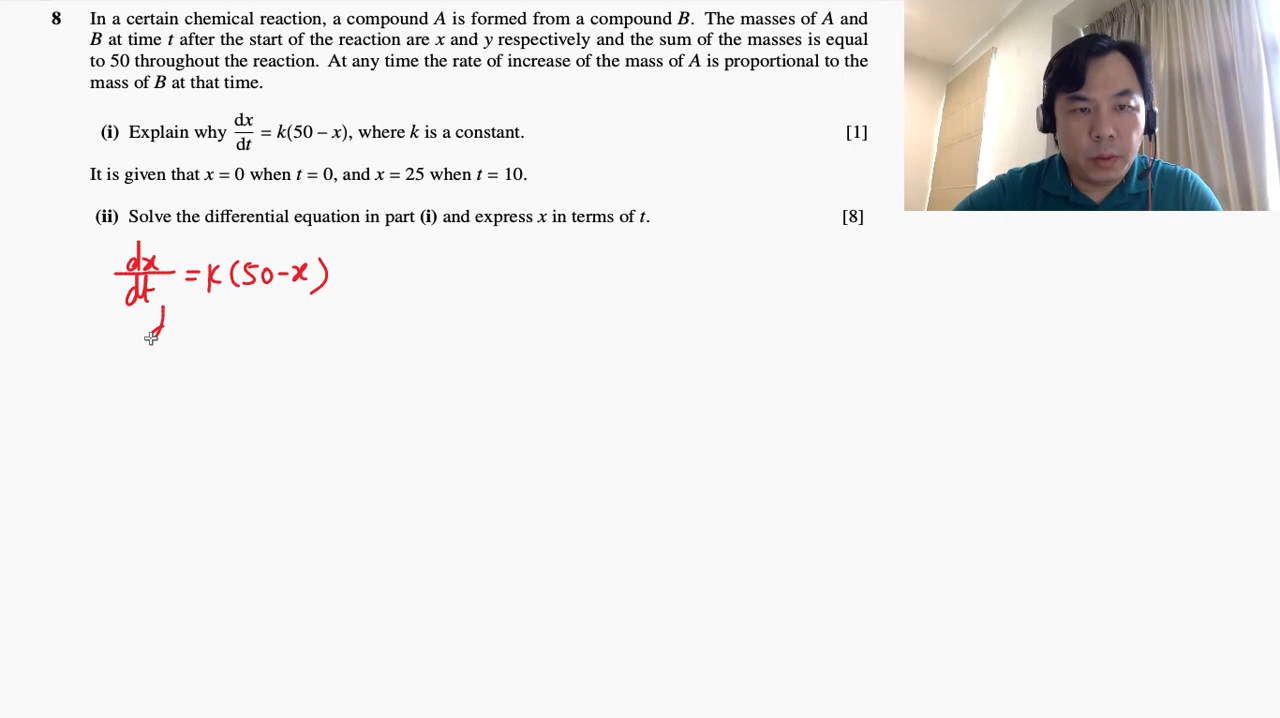 8 In a certain chemical reaction, a compound A is formed from a compound B. The masses of A and
B at time t after the start of the reaction are x and y respectively and the sum of the masses is equal
to 50 throughout the reaction. At any time the rate of increase of the mass of A is proportional to the
mass of B at that time.
(i) Explain why dx/dt = k(50 – x), where k is a constant. [1]
It is given that x = 0 when t = 0, and x = 25 when t = 10.
(ii) Solve the differential equation in part (i) and express x in terms of t. [8]
dx/dt = k(50-x)